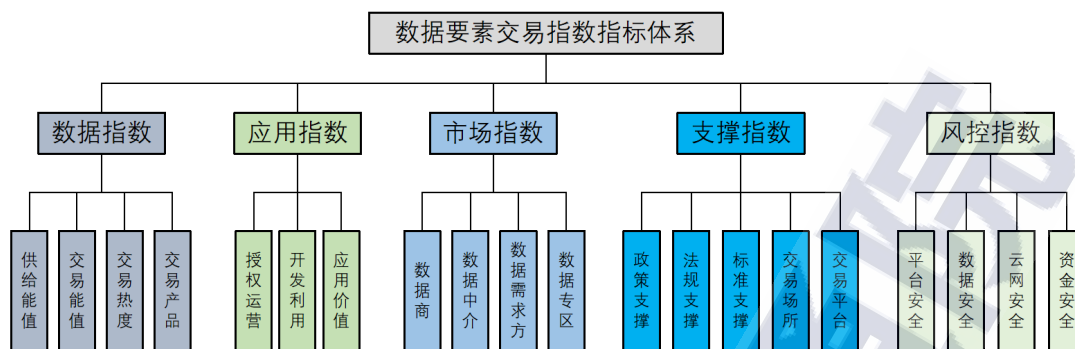 数据要素交易指数指标体系
数据指数
应用指数
市场指数
支撑指数
风控指数
供给能值
交易能值
交易热度
交易产品
授权运营
开发利用
应用价值
数据商
数据中介
数据需求方
数据专区
政策支撑
法规支撑
标准支撑
交易场所
交易平台
平台安全
数据安全
云网安全
资金安全
院